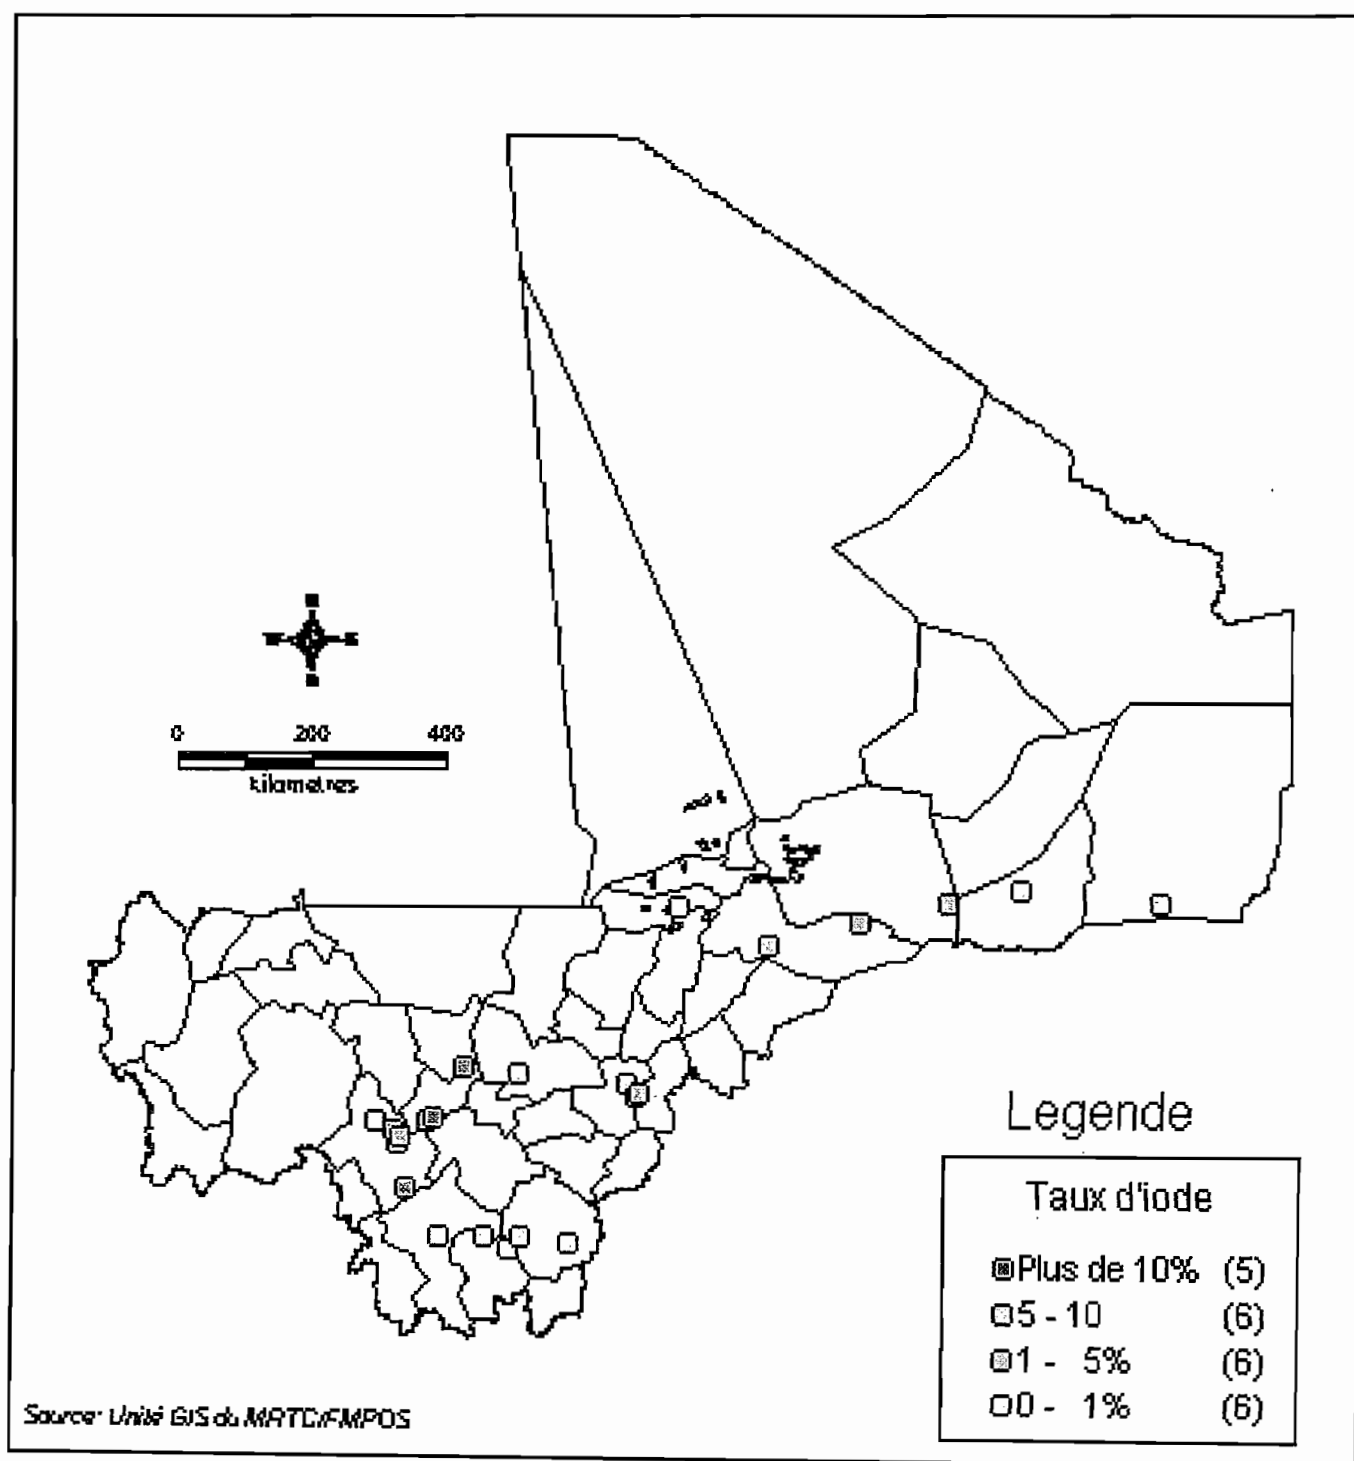 0 200 400
kilometres
Legende
Taux d'iode
Plus de 10% (5)
5 - 10 (6)
1 - 5% (6)
0 - 1% (6)
Source: Unité GIS du MRTC/FMPOS